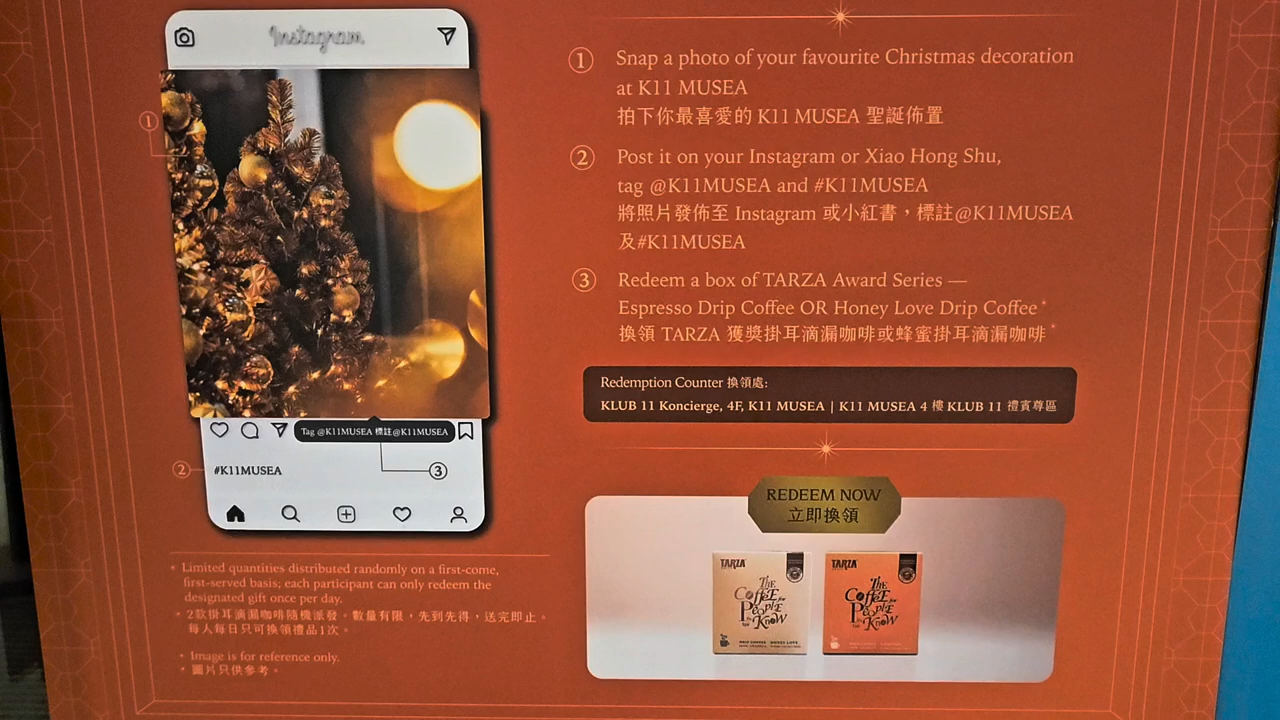 Instagram
①
Tag @K11MUSEA 標註@K11MUSEA
② #K11MUSEA
③
* Limited quantities distributed randomly on a first-come,
first-served basis; each participant can only redeem the
designated gift once per day.
* 2款掛耳滴漏咖啡隨機派發。數量有限，先到先得，送完即止。
每人每日只可換領禮品1次。
* Image is for reference only.
* 圖片只供參考。
① Snap a photo of your favourite Christmas decoration
at K11 MUSEA
拍下你最喜愛的 K11 MUSEA 聖誕佈置
② Post it on your Instagram or Xiao Hong Shu,
tag @K11MUSEA and #K11MUSEA
將照片發佈至 Instagram 或小紅書，標註@K11MUSEA
及#K11MUSEA
③ Redeem a box of TARZA Award Series —
Espresso Drip Coffee OR Honey Love Drip Coffee*
換領 TARZA 獲獎掛耳滴漏咖啡或蜂蜜掛耳滴漏咖啡*
Redemption Counter 換領處:
KLUB 11 Koncierge, 4F, K11 MUSEA | K11 MUSEA 4 樓 KLUB 11 禮賓尊區
REDEEM NOW
立即換領
TARZA
THE
COFFEE for
PEOPLE
KNOW
TARZA
THE
COFFEE for
PEOPLE
KNOW